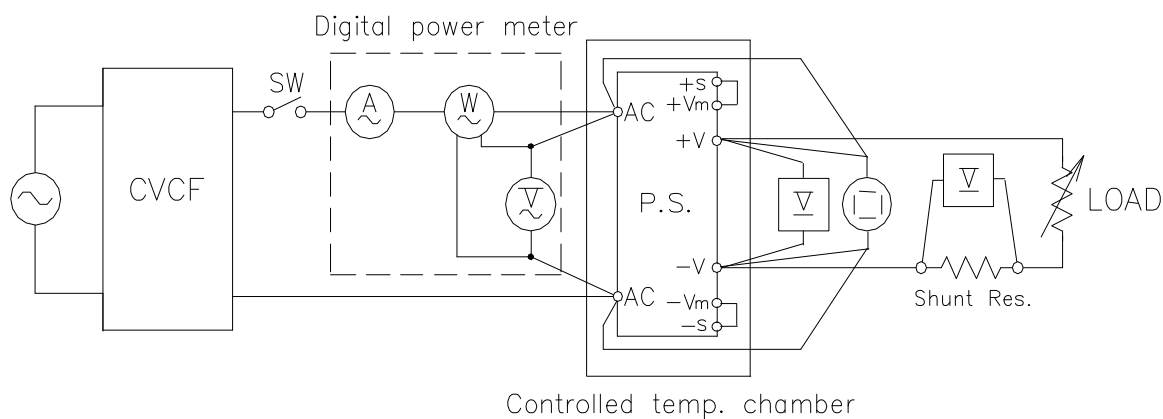 Digital power meter
SW
A
W
V
CVCF
AC
AC
P.S.
+S
+Vm
+V
-V
-Vm
-S
V
V
LOAD
Shunt Res.
Controlled temp. chamber